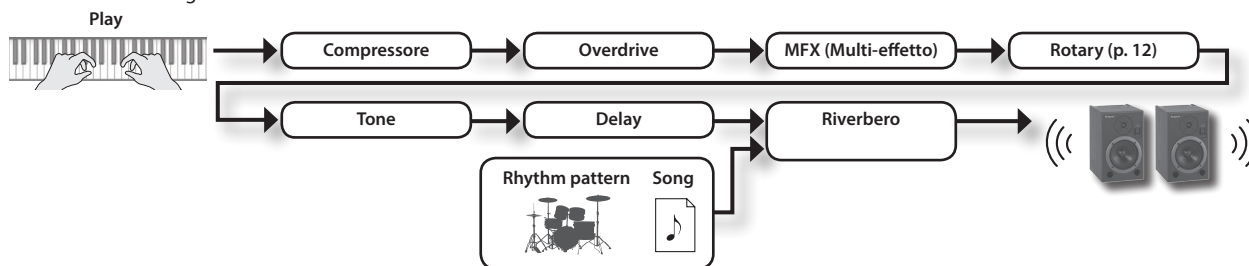 Play
Compressore
Overdrive
MFX (Multi-effetto)
Rotary (p. 12)
Tone
Delay
Riverbero
Rhythm pattern
Song